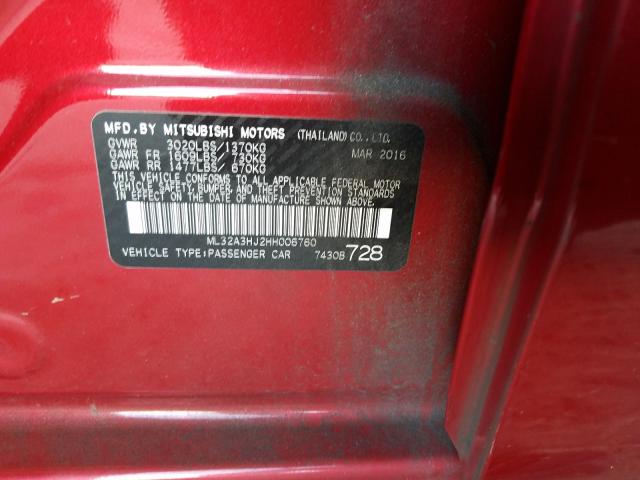 MFD.BY MITSUBISHI MOTORS (THAILAND)CO.,LTD.
GVWR 3020LBS/1370KG MAR 2016
GAWR FR 1609LBS/ 730KG
GAWR RR 1477LBS/ 670KG
THIS VEHICLE CONFORMS TO ALL APPLICABLE FEDERAL MOTOR
VEHICLE SAFETY, BUMPER, AND THEFT PREVENTION STANDARDS
IN EFFECT ON THE DATE OF MANUFACTURE SHOWN ABOVE.
ML32A3HJ2HH006760
VEHICLE TYPE:PASSENGER CAR 7430B 728